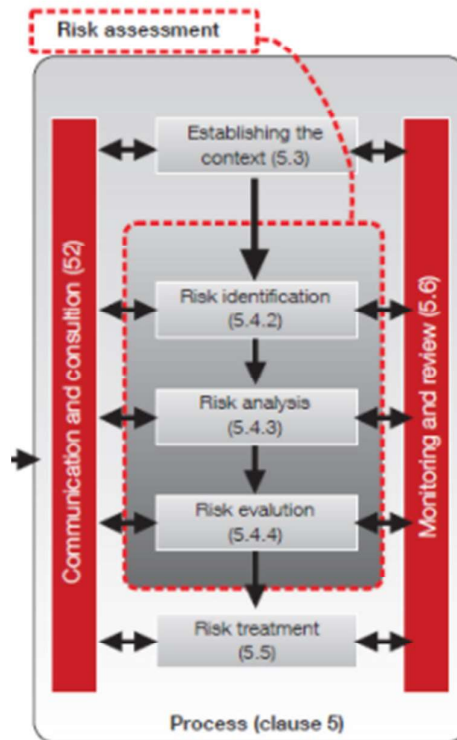 Risk assessment
Establishing the
context (5.3)
Communication and consultion (52)
Monitoring and review (5.6)
Risk identification
(5.4.2)
Risk analysis
(5.4.3)
Risk evalution
(5.4.4)
Risk treatment
(5.5)
Process (clause 5)